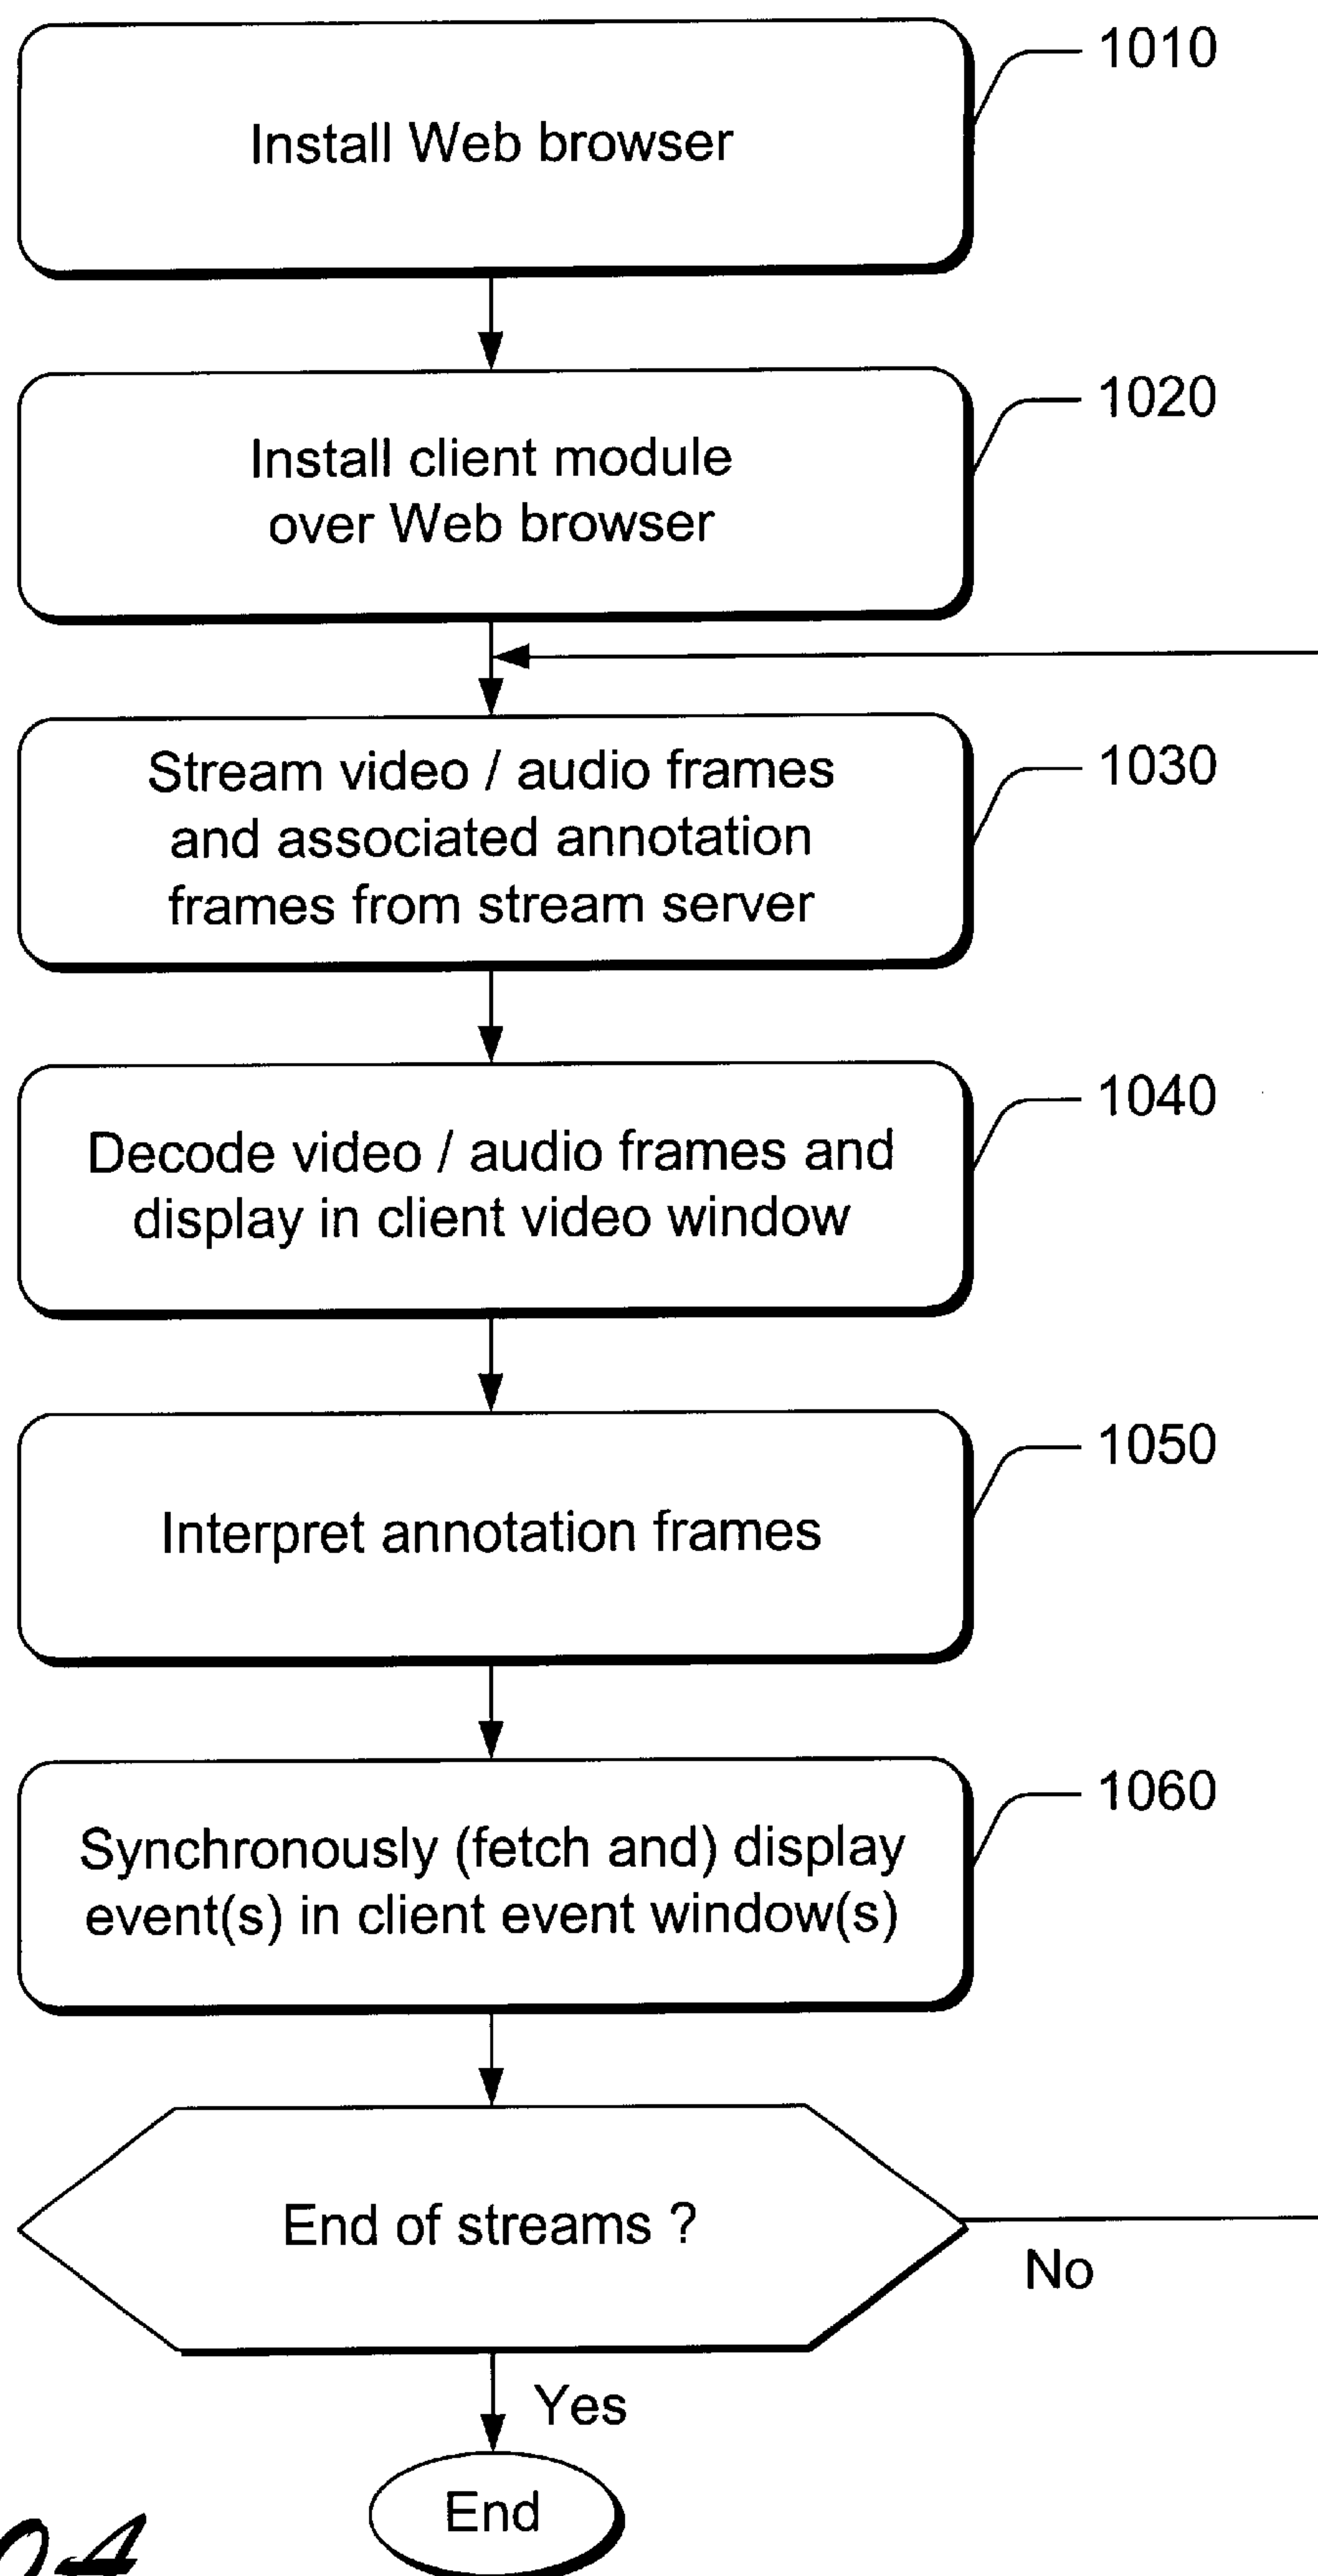 Install Web browser
1010
Install client module
over Web browser
1020
Stream video / audio frames
and associated annotation
frames from stream server
1030
Decode video / audio frames and
display in client video window
1040
Interpret annotation frames
1050
Synchronously (fetch and) display
event(s) in client event window(s)
1060
End of streams ?
No
Yes
End